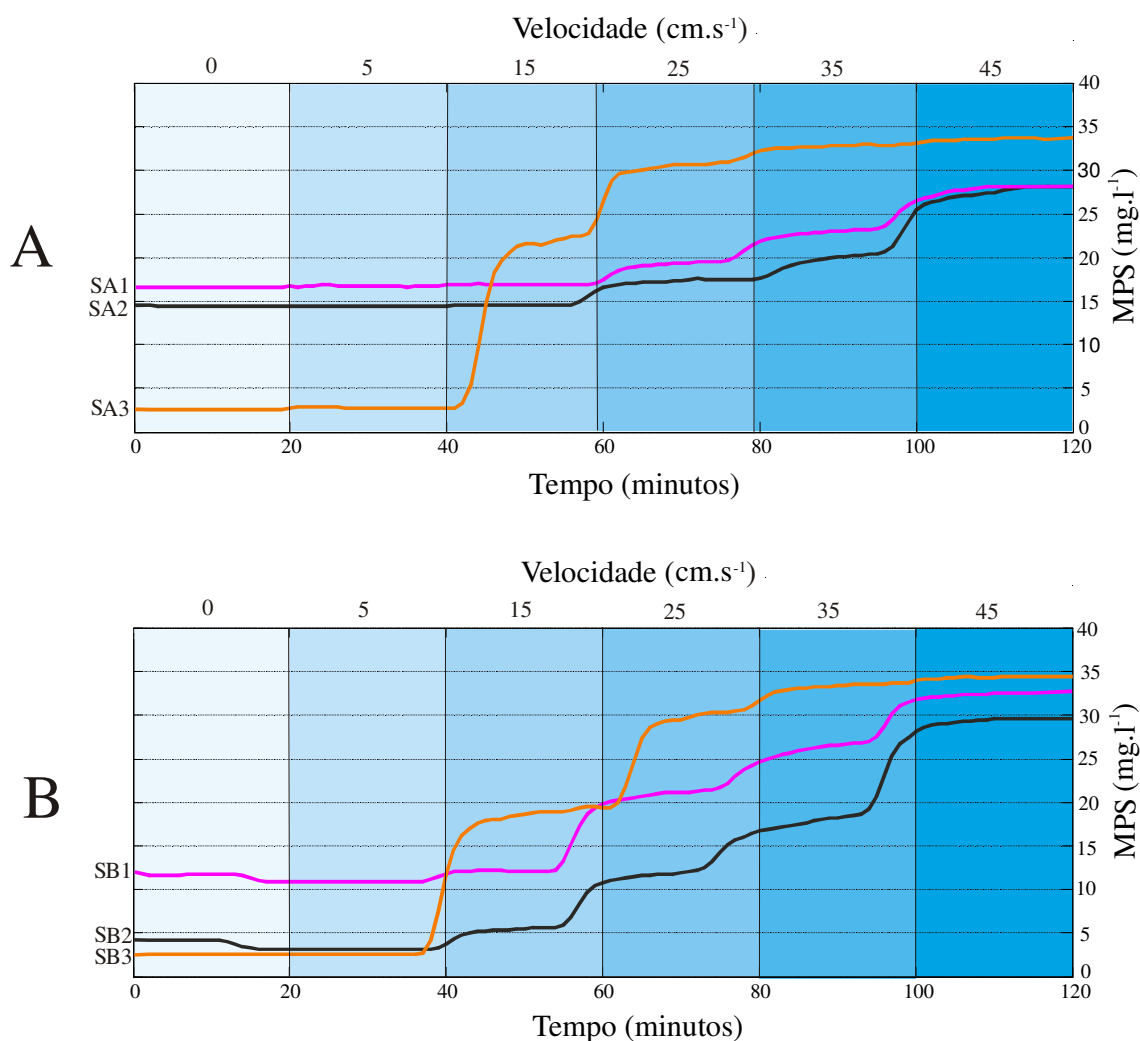 Velocidade (cm.s⁻¹)
0 5 15 25 35 45
A
SA1
SA2
SA3
40
35
30
25
20
15
10
5
0
MPS (mg.l⁻¹)
0 20 40 60 80 100 120
Tempo (minutos)
Velocidade (cm.s⁻¹)
0 5 15 25 35 45
B
SB1
SB2
SB3
40
35
30
25
20
15
10
5
0
MPS (mg.l⁻¹)
0 20 40 60 80 100 120
Tempo (minutos)